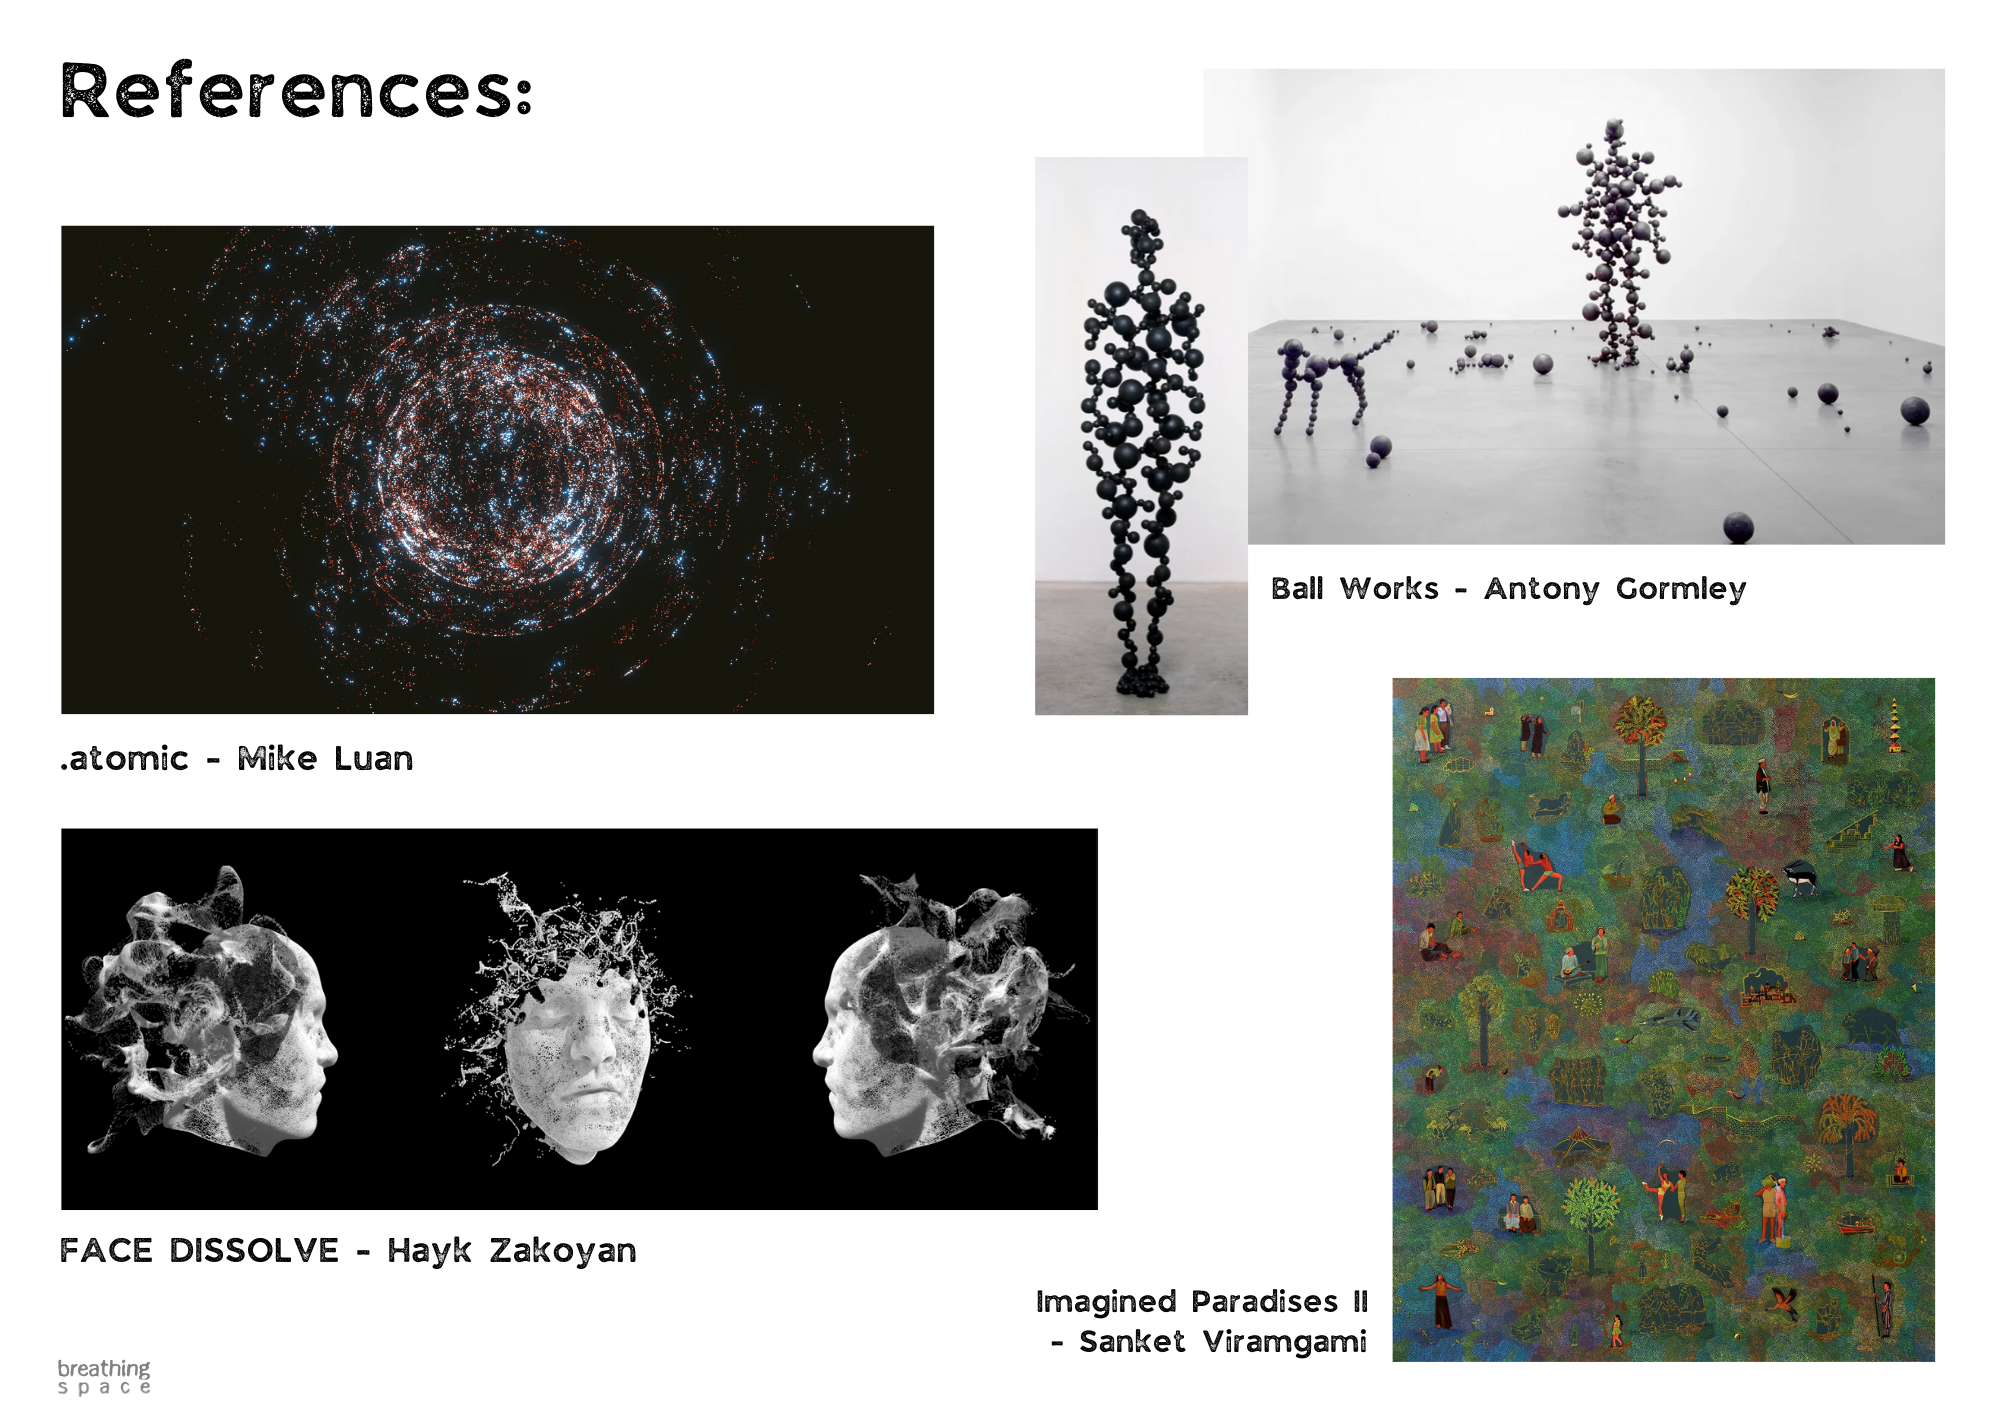 References:
Ball Works - Antony Gormley
.atomic - Mike Luan
FACE DISSOLVE - Hayk Zakoyan
Imagined Paradises II
- Sanket Viramgami
breathing
space